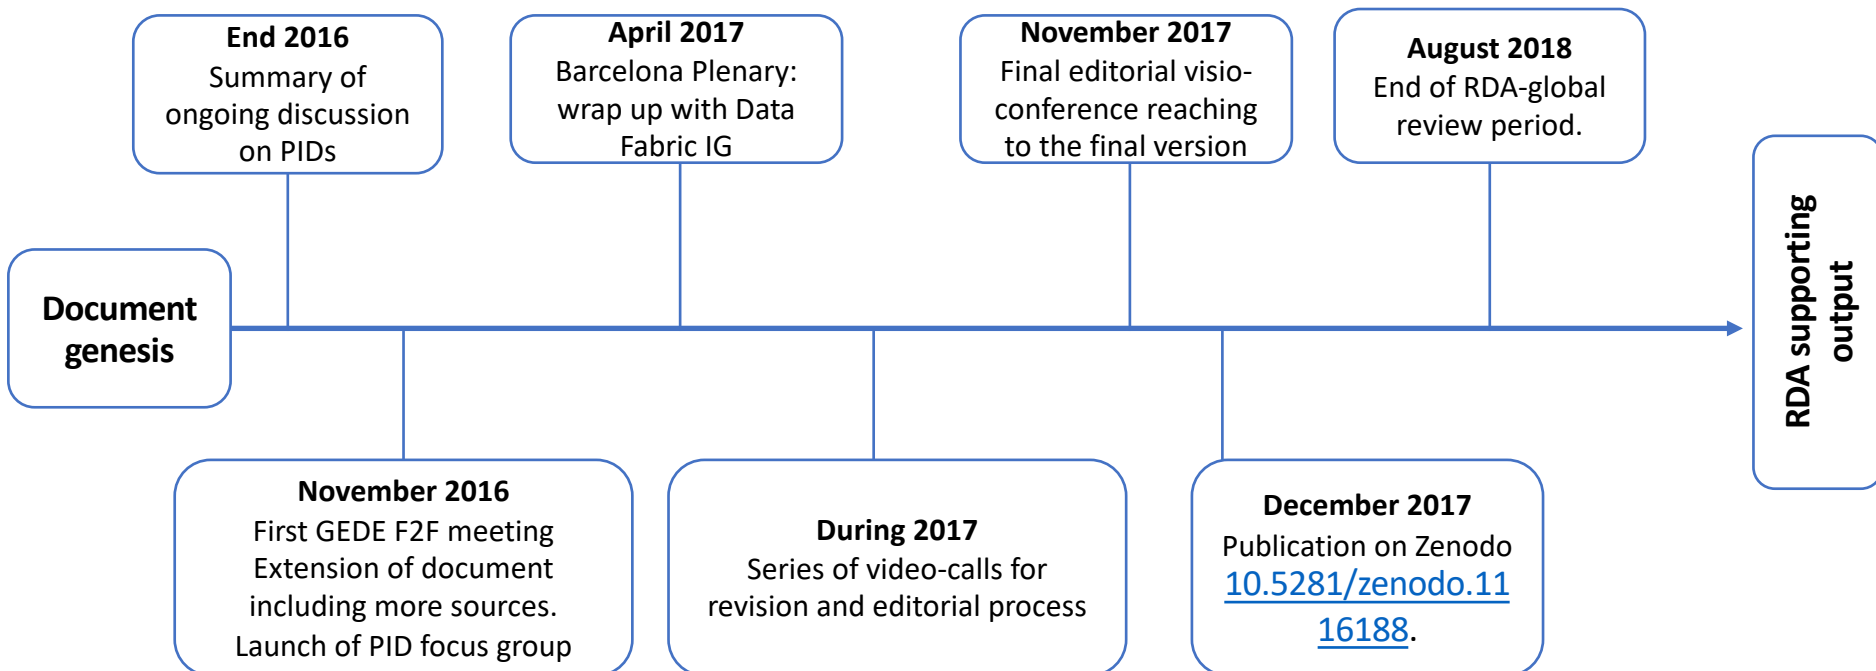 End 2016
Summary of
ongoing discussion
on PIDs
April 2017
Barcelona Plenary:
wrap up with Data
Fabric IG
November 2017
Final editorial visio-
conference reaching
to the final version
August 2018
End of RDA-global
review period.
Document
genesis
RDA supporting
output
November 2016
First GEDE F2F meeting
Extension of document
including more sources.
Launch of PID focus group
During 2017
Series of video-calls for
revision and editorial process
December 2017
Publication on Zenodo
10.5281/zenodo.11
16188.